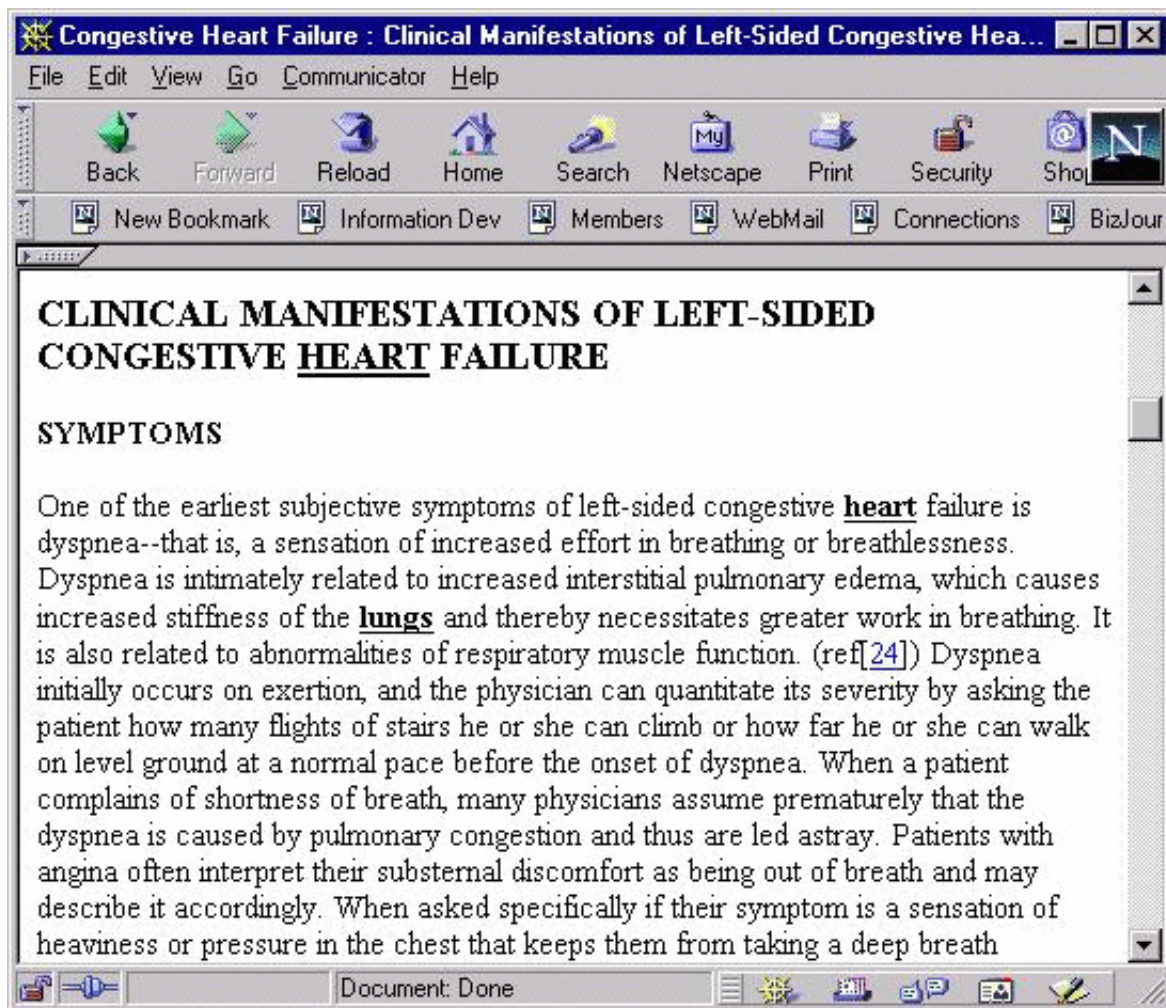 Congestive Heart Failure : Clinical Manifestations of Left-Sided Congestive Hea...
File Edit View Go Communicator Help
My N
Back Forward Reload Home Search Netscape Print Security Sho
New Bookmark Information Dev Members WebMail Connections BizJour
CLINICAL MANIFESTATIONS OF LEFT-SIDED
CONGESTIVE HEART FAILURE
SYMPTOMS
One of the earliest subjective symptoms of left-sided congestive heart failure is
dyspnea--that is, a sensation of increased effort in breathing or breathlessness.
Dyspnea is intimately related to increased interstitial pulmonary edema, which causes
increased stiffness of the lungs and thereby necessitates greater work in breathing. It
is also related to abnormalities of respiratory muscle function. (ref[24]) Dyspnea
initially occurs on exertion, and the physician can quantitate its severity by asking the
patient how many flights of stairs he or she can climb or how far he or she can walk
on level ground at a normal pace before the onset of dyspnea. When a patient
complains of shortness of breath, many physicians assume prematurely that the
dyspnea is caused by pulmonary congestion and thus are led astray. Patients with
angina often interpret their substernal discomfort as being out of breath and may
describe it accordingly. When asked specifically if their symptom is a sensation of
heaviness or pressure in the chest that keeps them from taking a deep breath
Document: Done